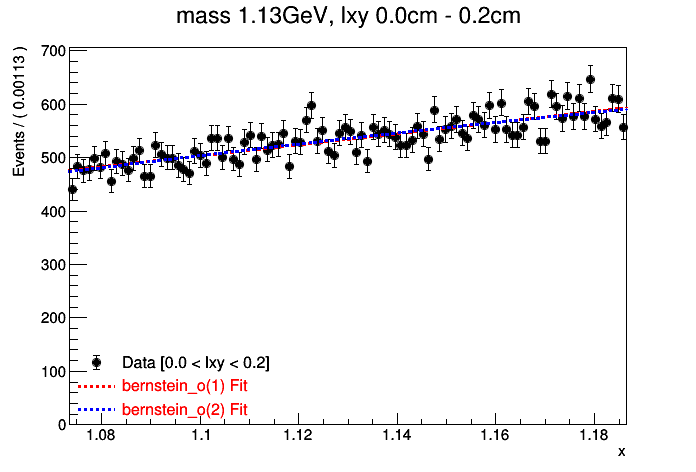 mass 1.13GeV, lxy 0.0cm - 0.2cm
Events / ( 0.00113 )
700
600
500
400
300
200
100
0
Data [0.0 < lxy < 0.2]
bernstein_o(1) Fit
bernstein_o(2) Fit
1.08 1.1 1.12 1.14 1.16 1.18
x